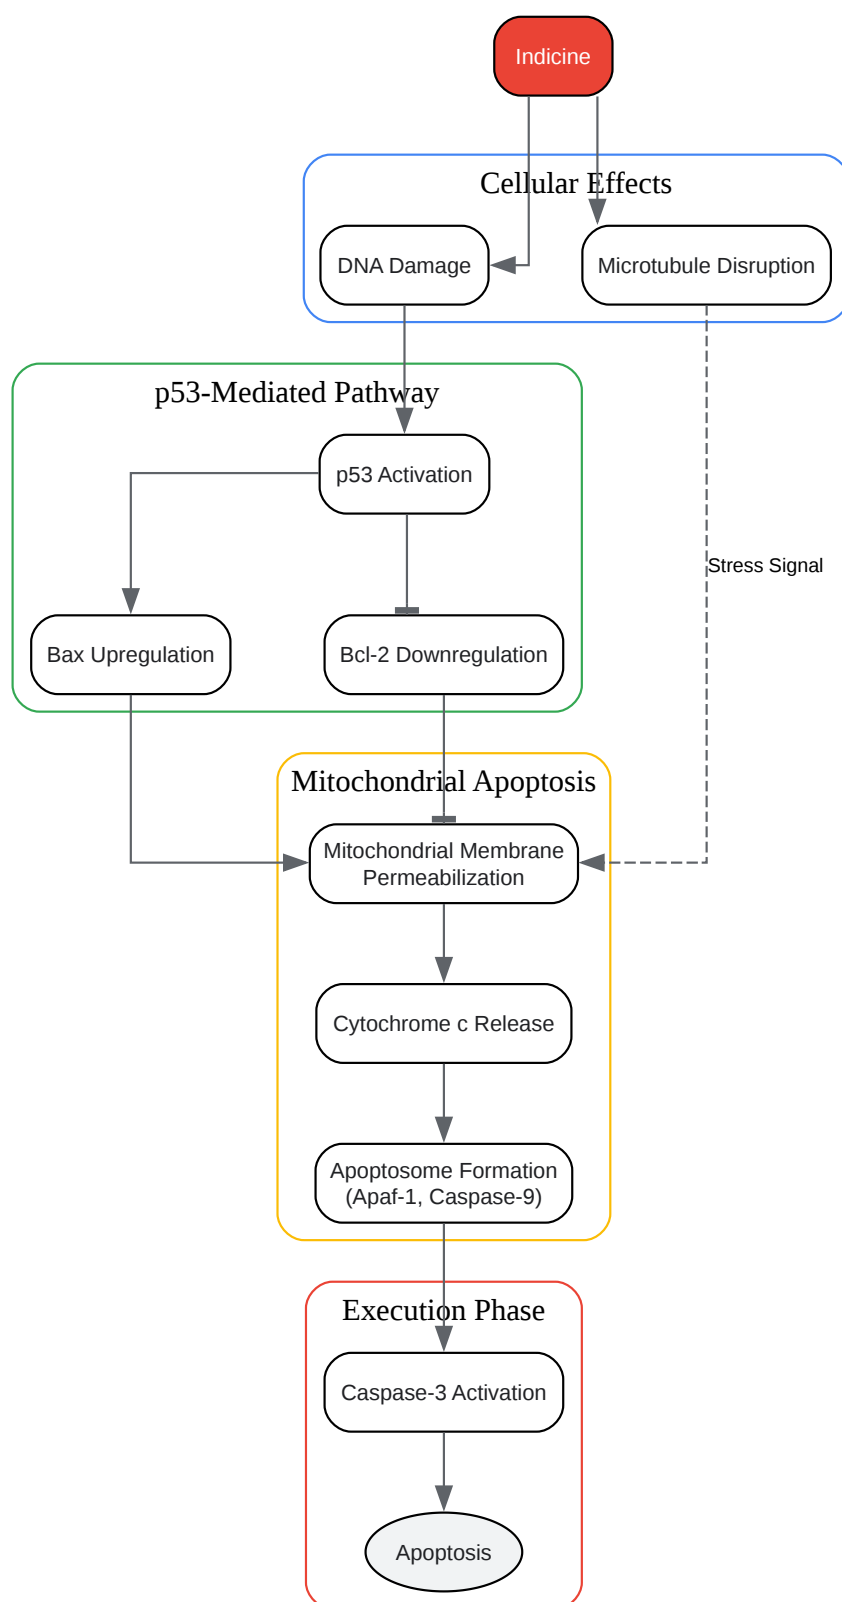 Indicine
Cellular Effects
DNA Damage
Microtubule Disruption
p53-Mediated Pathway
p53 Activation
Stress Signal
Bax Upregulation
Bcl-2 Downregulation
Mitochondrial Apoptosis
Mitochondrial Membrane
Permeabilization
Cytochrome c Release
Apoptosome Formation
(Apaf-1, Caspase-9)
Execution Phase
Caspase-3 Activation
Apoptosis